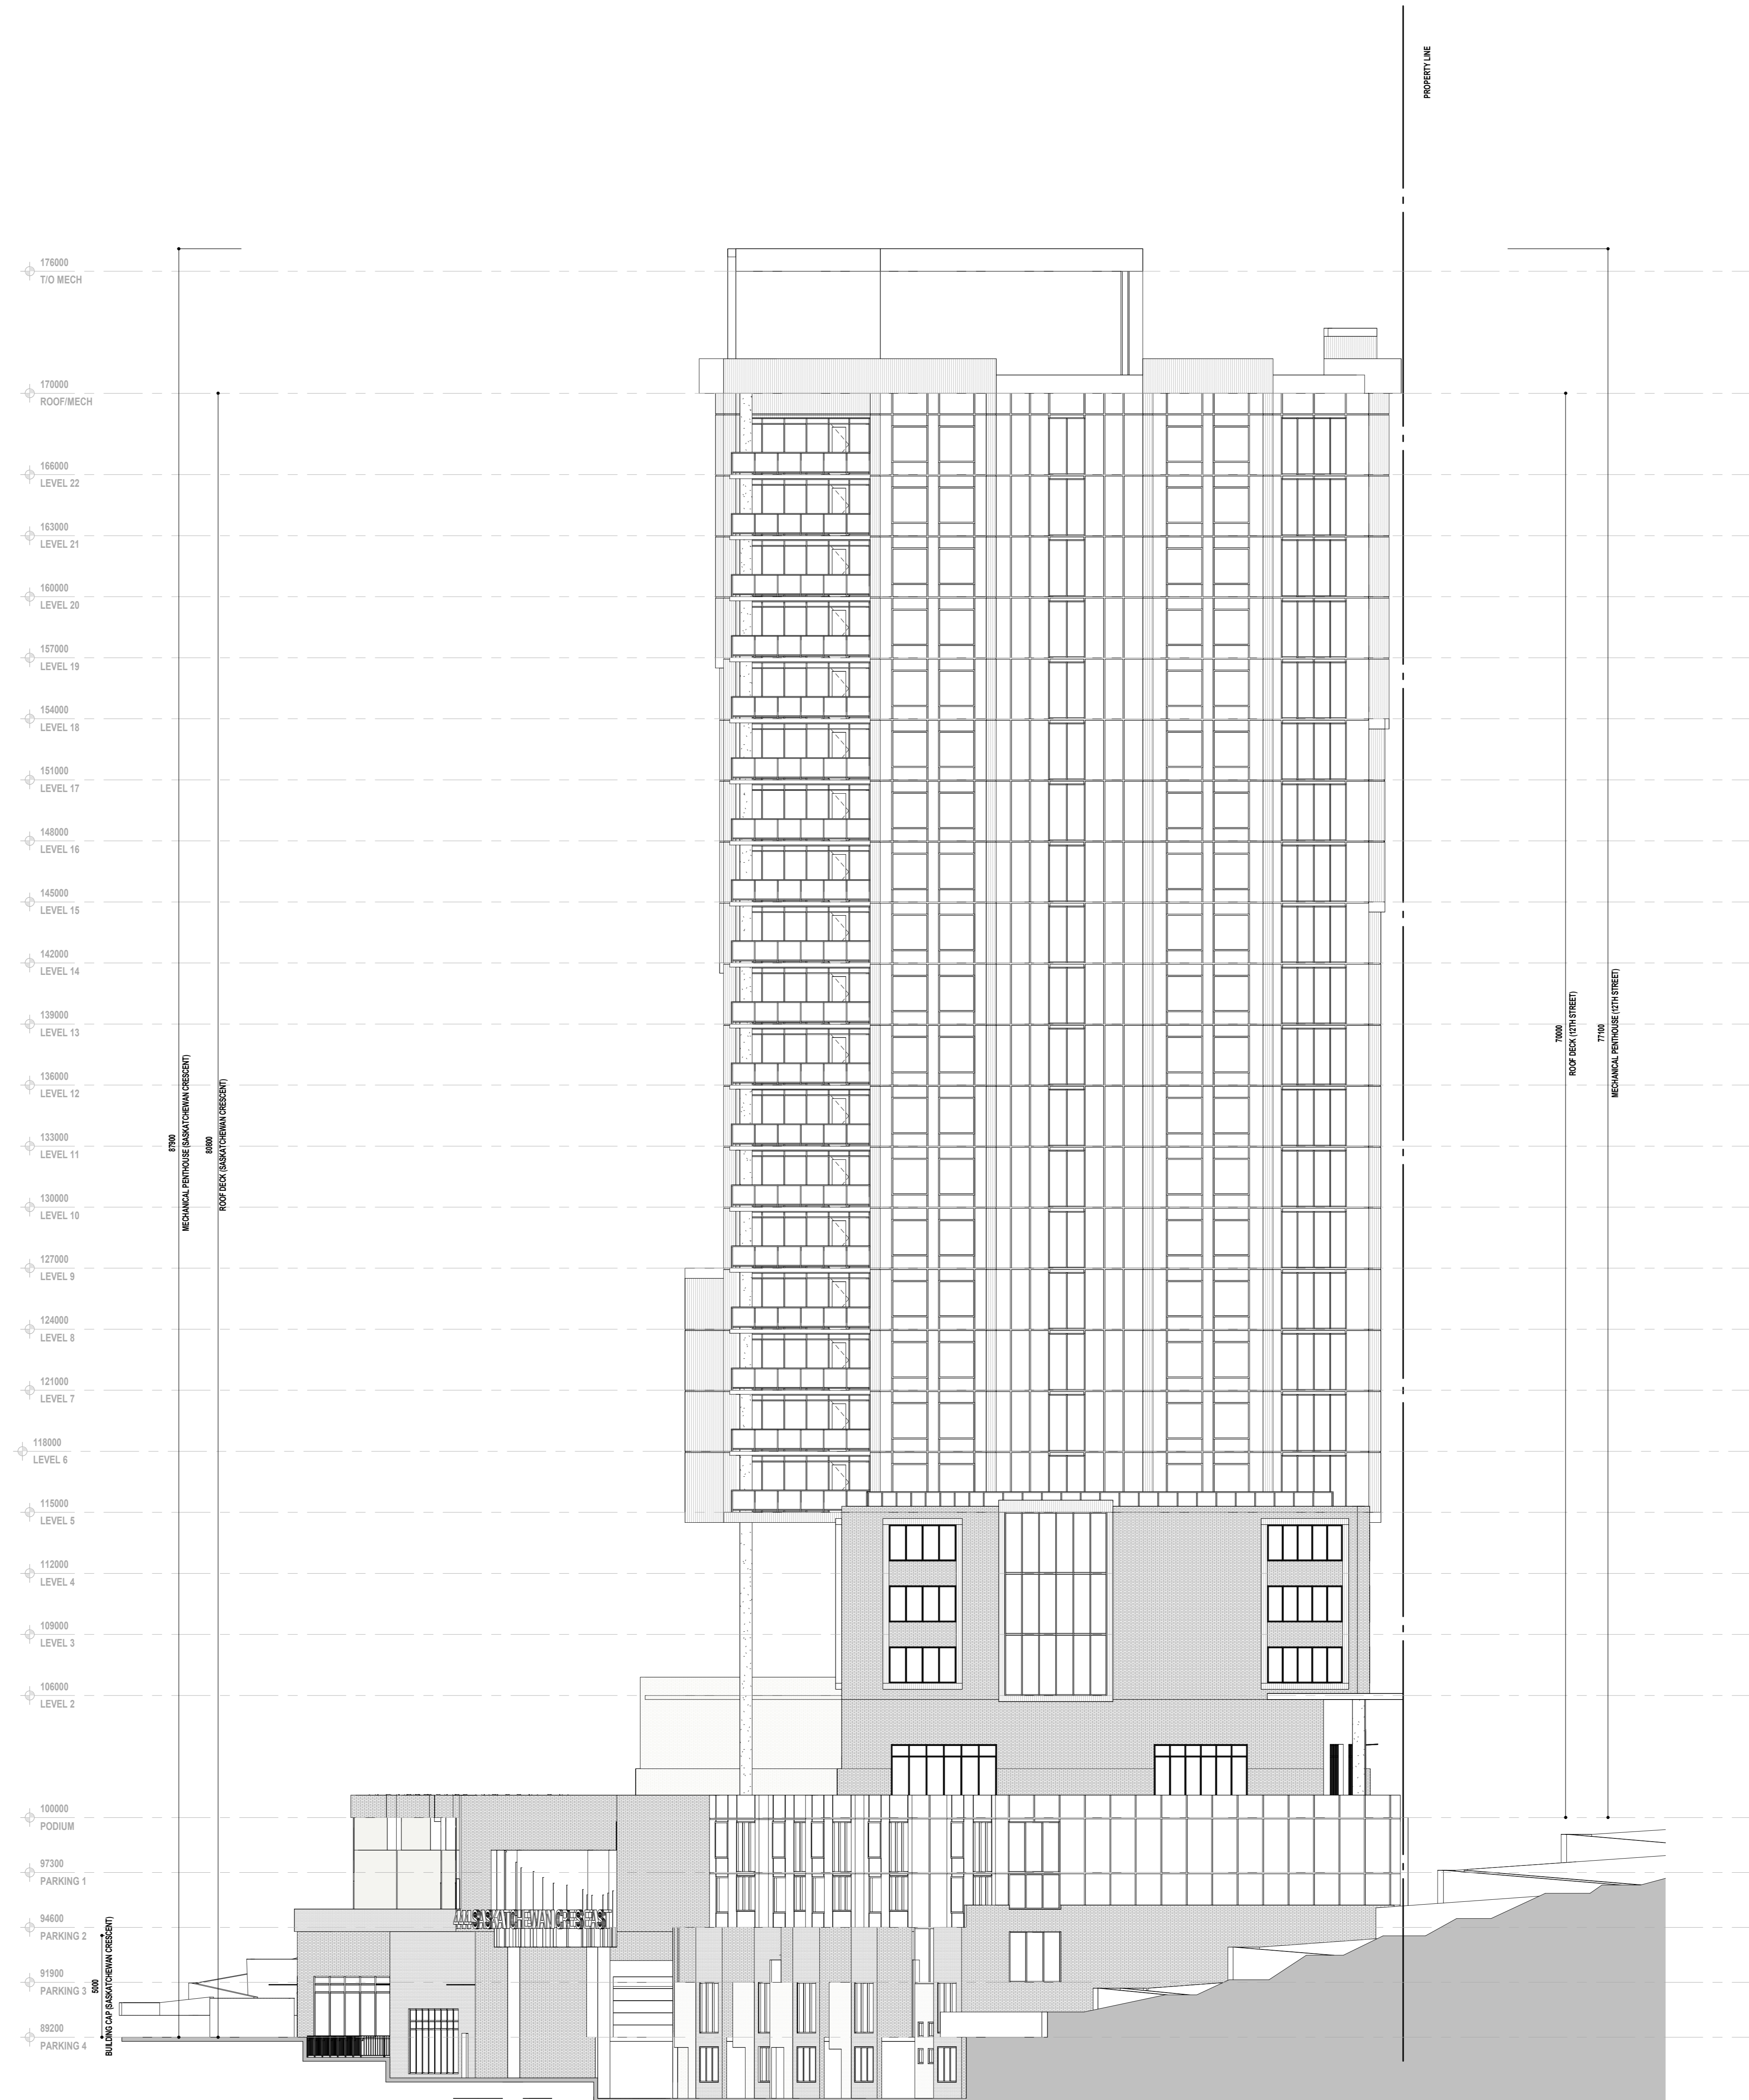 PROPERTY LINE
176000
T/O MECH
170000
ROOF/MECH
166000
LEVEL 22
163000
LEVEL 21
160000
LEVEL 20
157000
LEVEL 19
154000
LEVEL 18
151000
LEVEL 17
148000
LEVEL 16
145000
LEVEL 15
142000
LEVEL 14
139000
LEVEL 13
136000
LEVEL 12
133000
LEVEL 11
130000
LEVEL 10
127000
LEVEL 9
124000
LEVEL 8
121000
LEVEL 7
118000
LEVEL 6
115000
LEVEL 5
112000
LEVEL 4
109000
LEVEL 3
106000
LEVEL 2
100000
PODIUM
97300
PARKING 1
94600
PARKING 2
91900
PARKING 3
89200
PARKING 4
87900
MECHANICAL PENTHOUSE (SASKATCHEWAN CRESCENT)
80800
ROOF DECK (SASKATCHEWAN CRESCENT)
5000
BUILDING CAP (SASKATCHEWAN CRESCENT)
70000
ROOF DECK (12TH STREET)
77100
MECHANICAL PENTHOUSE (12TH STREET)